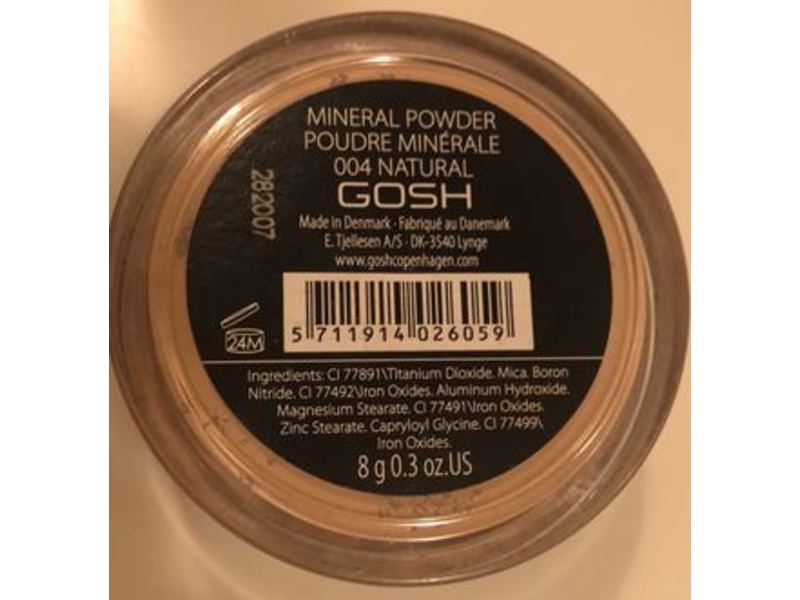 MINERAL POWDER
POUDRE MINÉRALE
004 NATURAL
GOSH
Made in Denmark · Fabriqué au Danemark
E. Tjellesen A/S · DK-3540 Lynge
www.goshcopenhagen.com
282007
5 711914 026059
24M
Ingredients: CI 77891\Titanium Dioxide. Mica. Boron
Nitride. CI 77492\Iron Oxides. Aluminum Hydroxide.
Magnesium Stearate. CI 77491\Iron Oxides.
Zinc Stearate. Capryloyl Glycine. CI 77499\
Iron Oxides.
8 g 0.3 oz.US